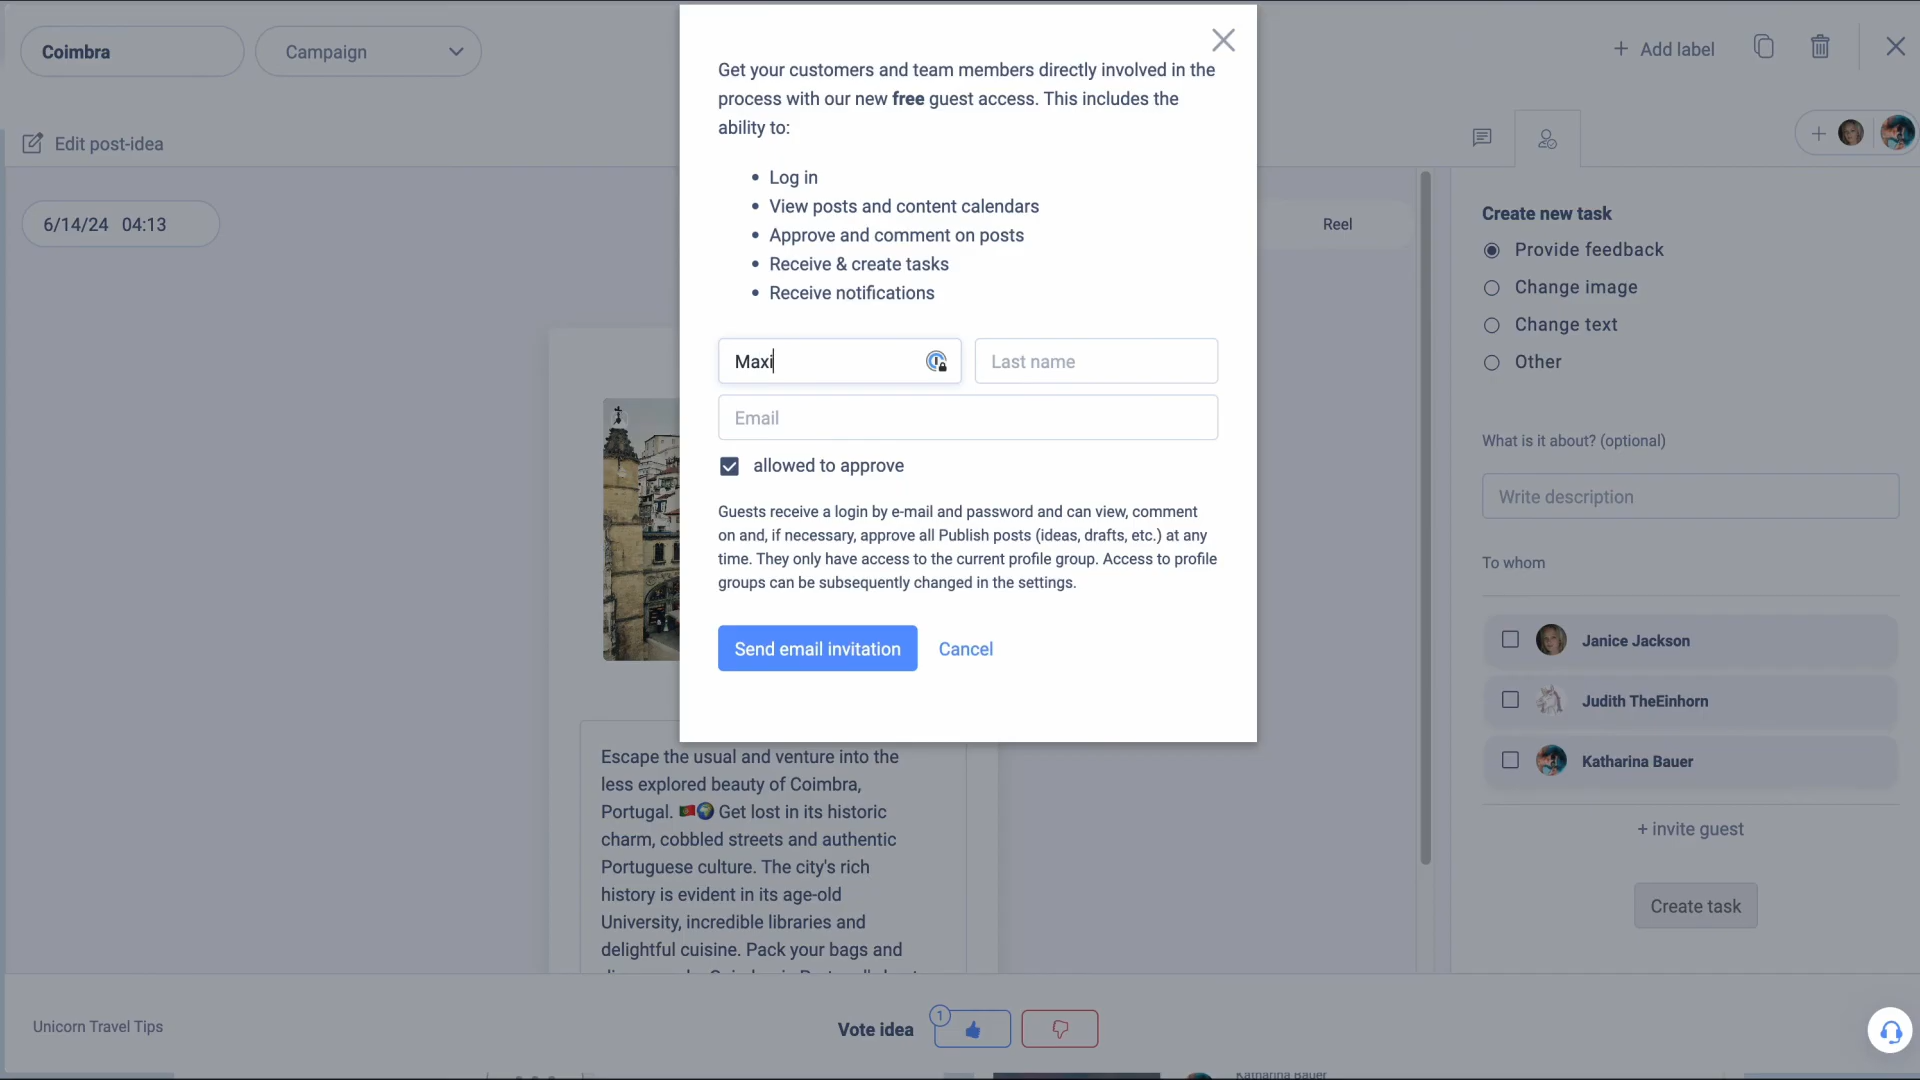 Coimbra
Campaign
+ Add label
Edit post-idea
6/14/24 04:13
Reel
Get your customers and team members directly involved in the
process with our new free guest access. This includes the
ability to:
• Log in
• View posts and content calendars
• Approve and comment on posts
• Receive & create tasks
• Receive notifications
Maxi
Last name
Email
allowed to approve
Guests receive a login by e-mail and password and can view, comment
on and, if necessary, approve all Publish posts (ideas, drafts, etc.) at any
time. They only have access to the current profile group. Access to profile
groups can be subsequently changed in the settings.
Send email invitation
Cancel
Escape the usual and venture into the
less explored beauty of Coimbra,
Portugal. 🇵🇹🌍 Get lost in its historic
charm, cobbled streets and authentic
Portuguese culture. The city's rich
history is evident in its age-old
University, incredible libraries and
delightful cuisine. Pack your bags and
Create new task
Provide feedback
Change image
Change text
Other
What is it about? (optional)
Write description
To whom
Janice Jackson
Judith TheEinhorn
Katharina Bauer
+ invite guest
Create task
Unicorn Travel Tips
Vote idea
1
Katharina Bauer